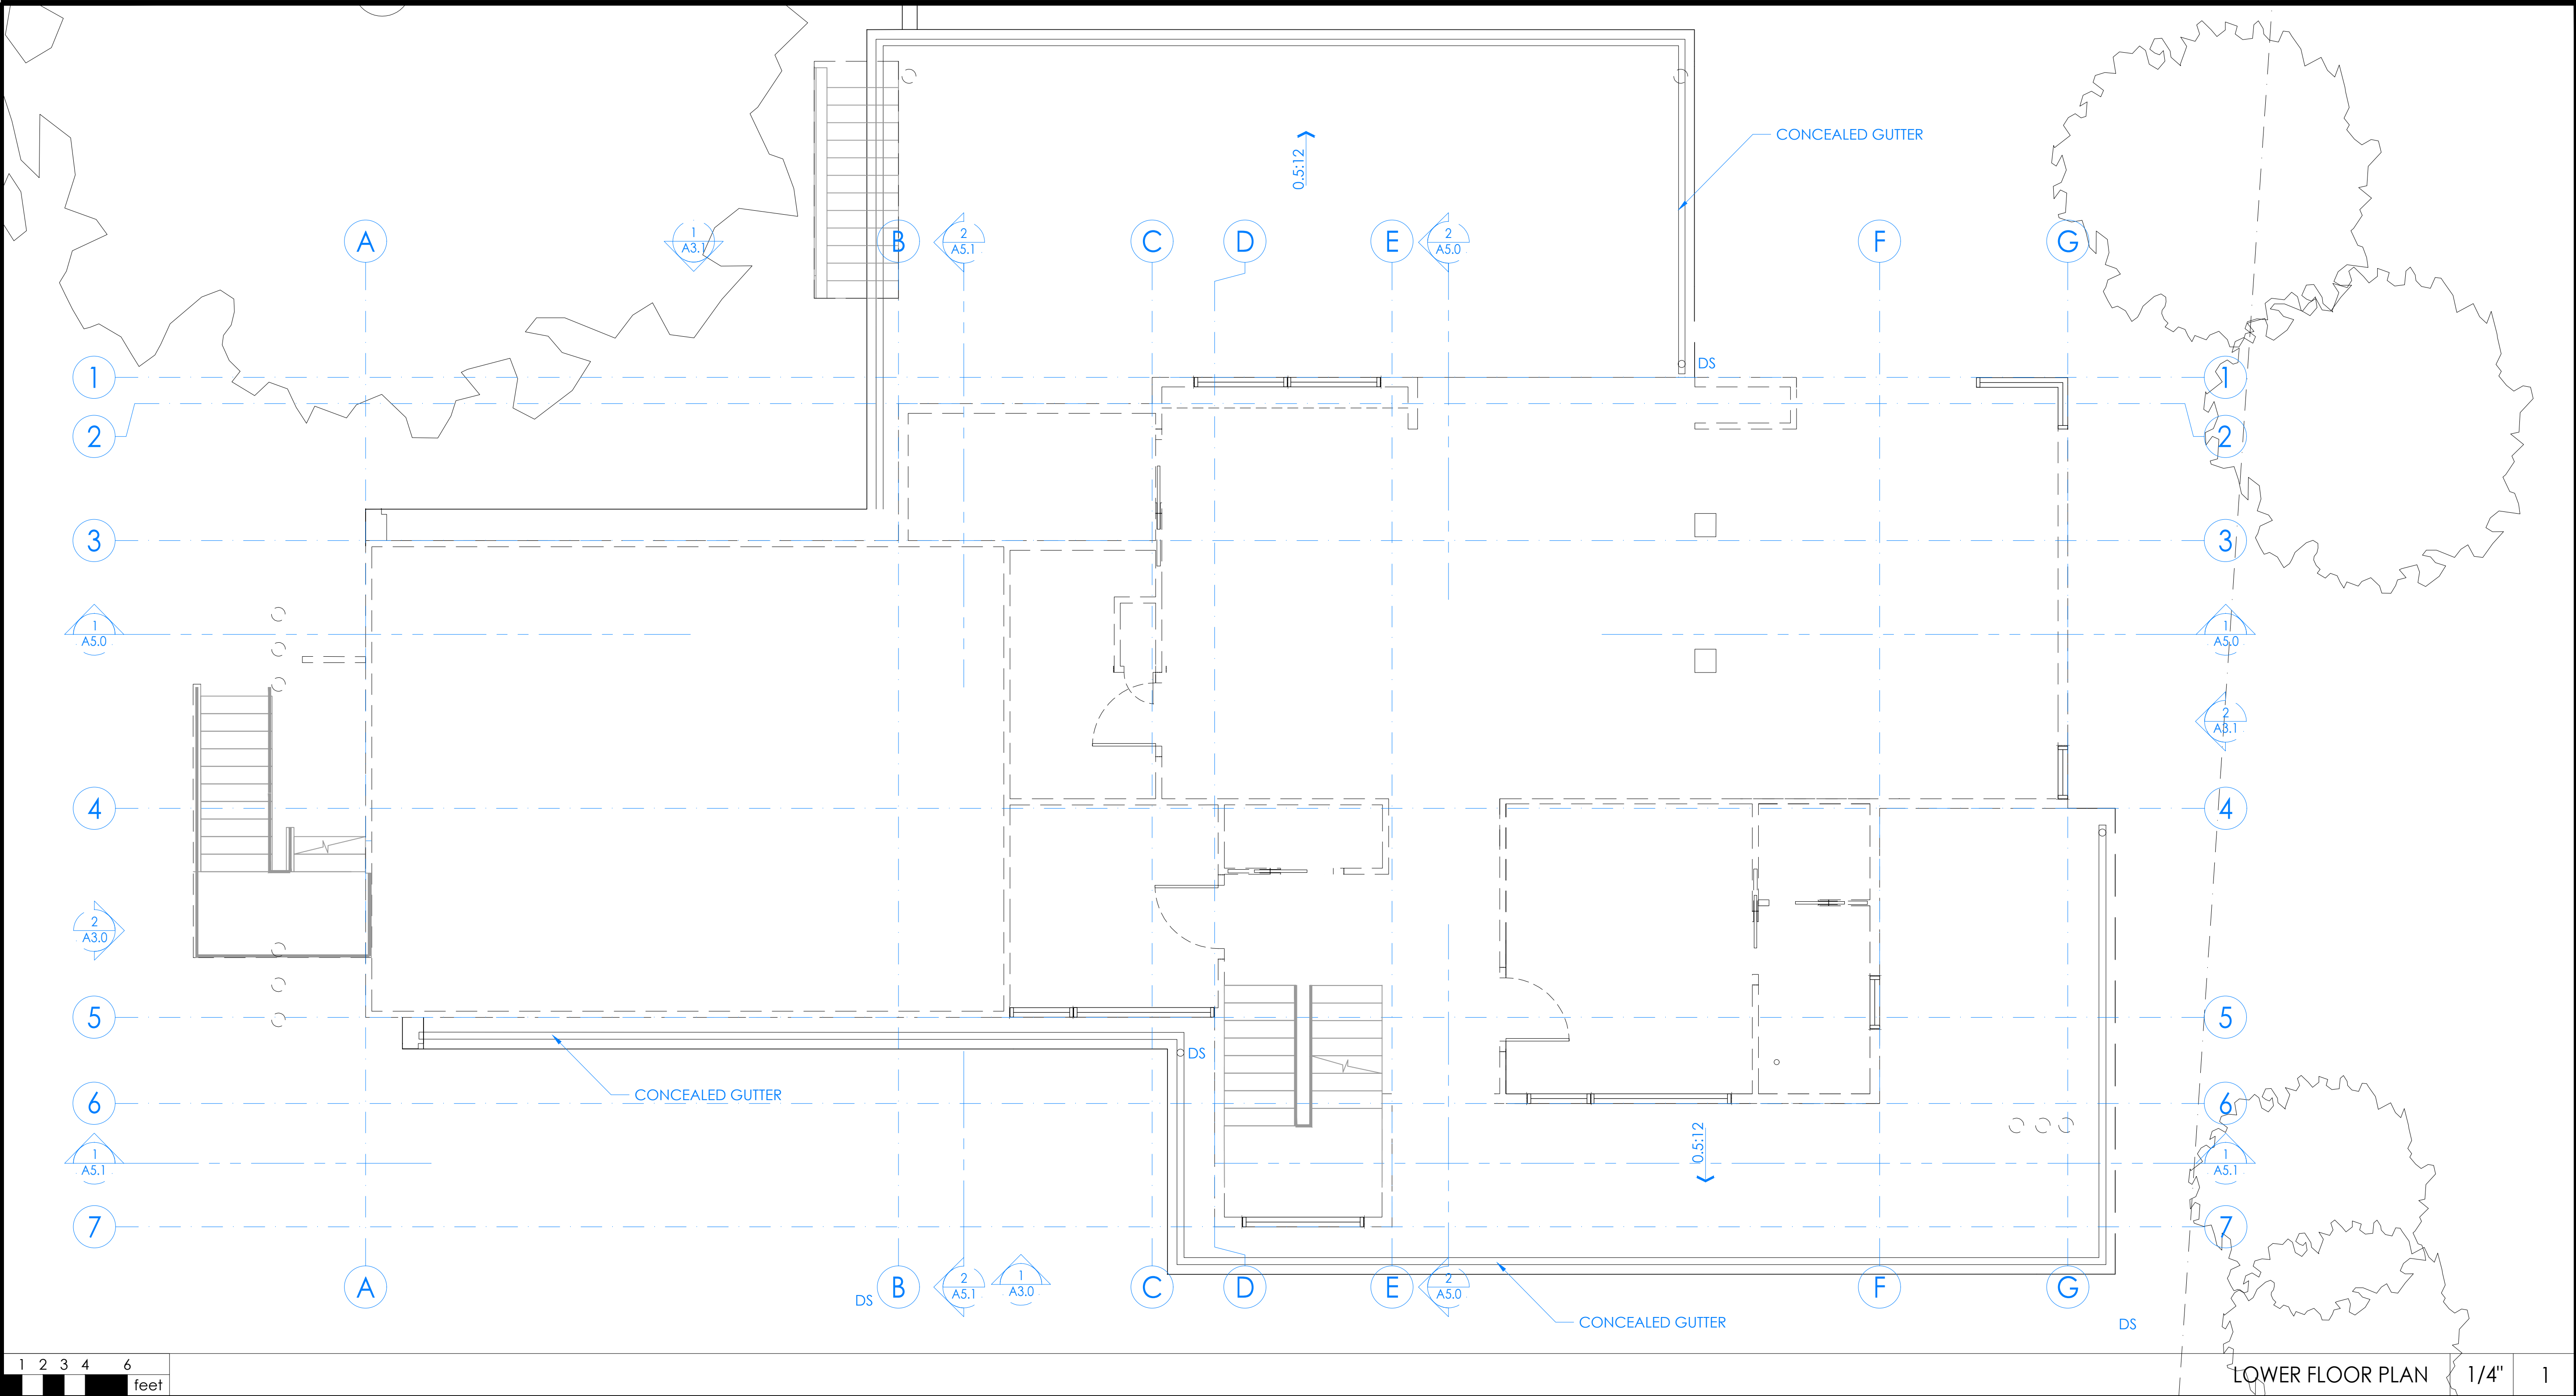 CONCEALED GUTTER
0.5:12
A
1
A3.1
B
2
A5.1
C
D
E
2
A5.0
F
G
DS
1
1
2
2
3
3
1
A5.0
1
A5.0
2
A3.1
4
4
2
A3.0
5
5
DS
CONCEALED GUTTER
6
6
0.5:12
1
A5.1
1
A5.1
7
7
A
DS
B
2
A5.1
1
A3.0
C
D
E
2
A5.0
F
G
CONCEALED GUTTER
DS
1 2 3 4 6
feet
LOWER FLOOR PLAN 1/4" 1